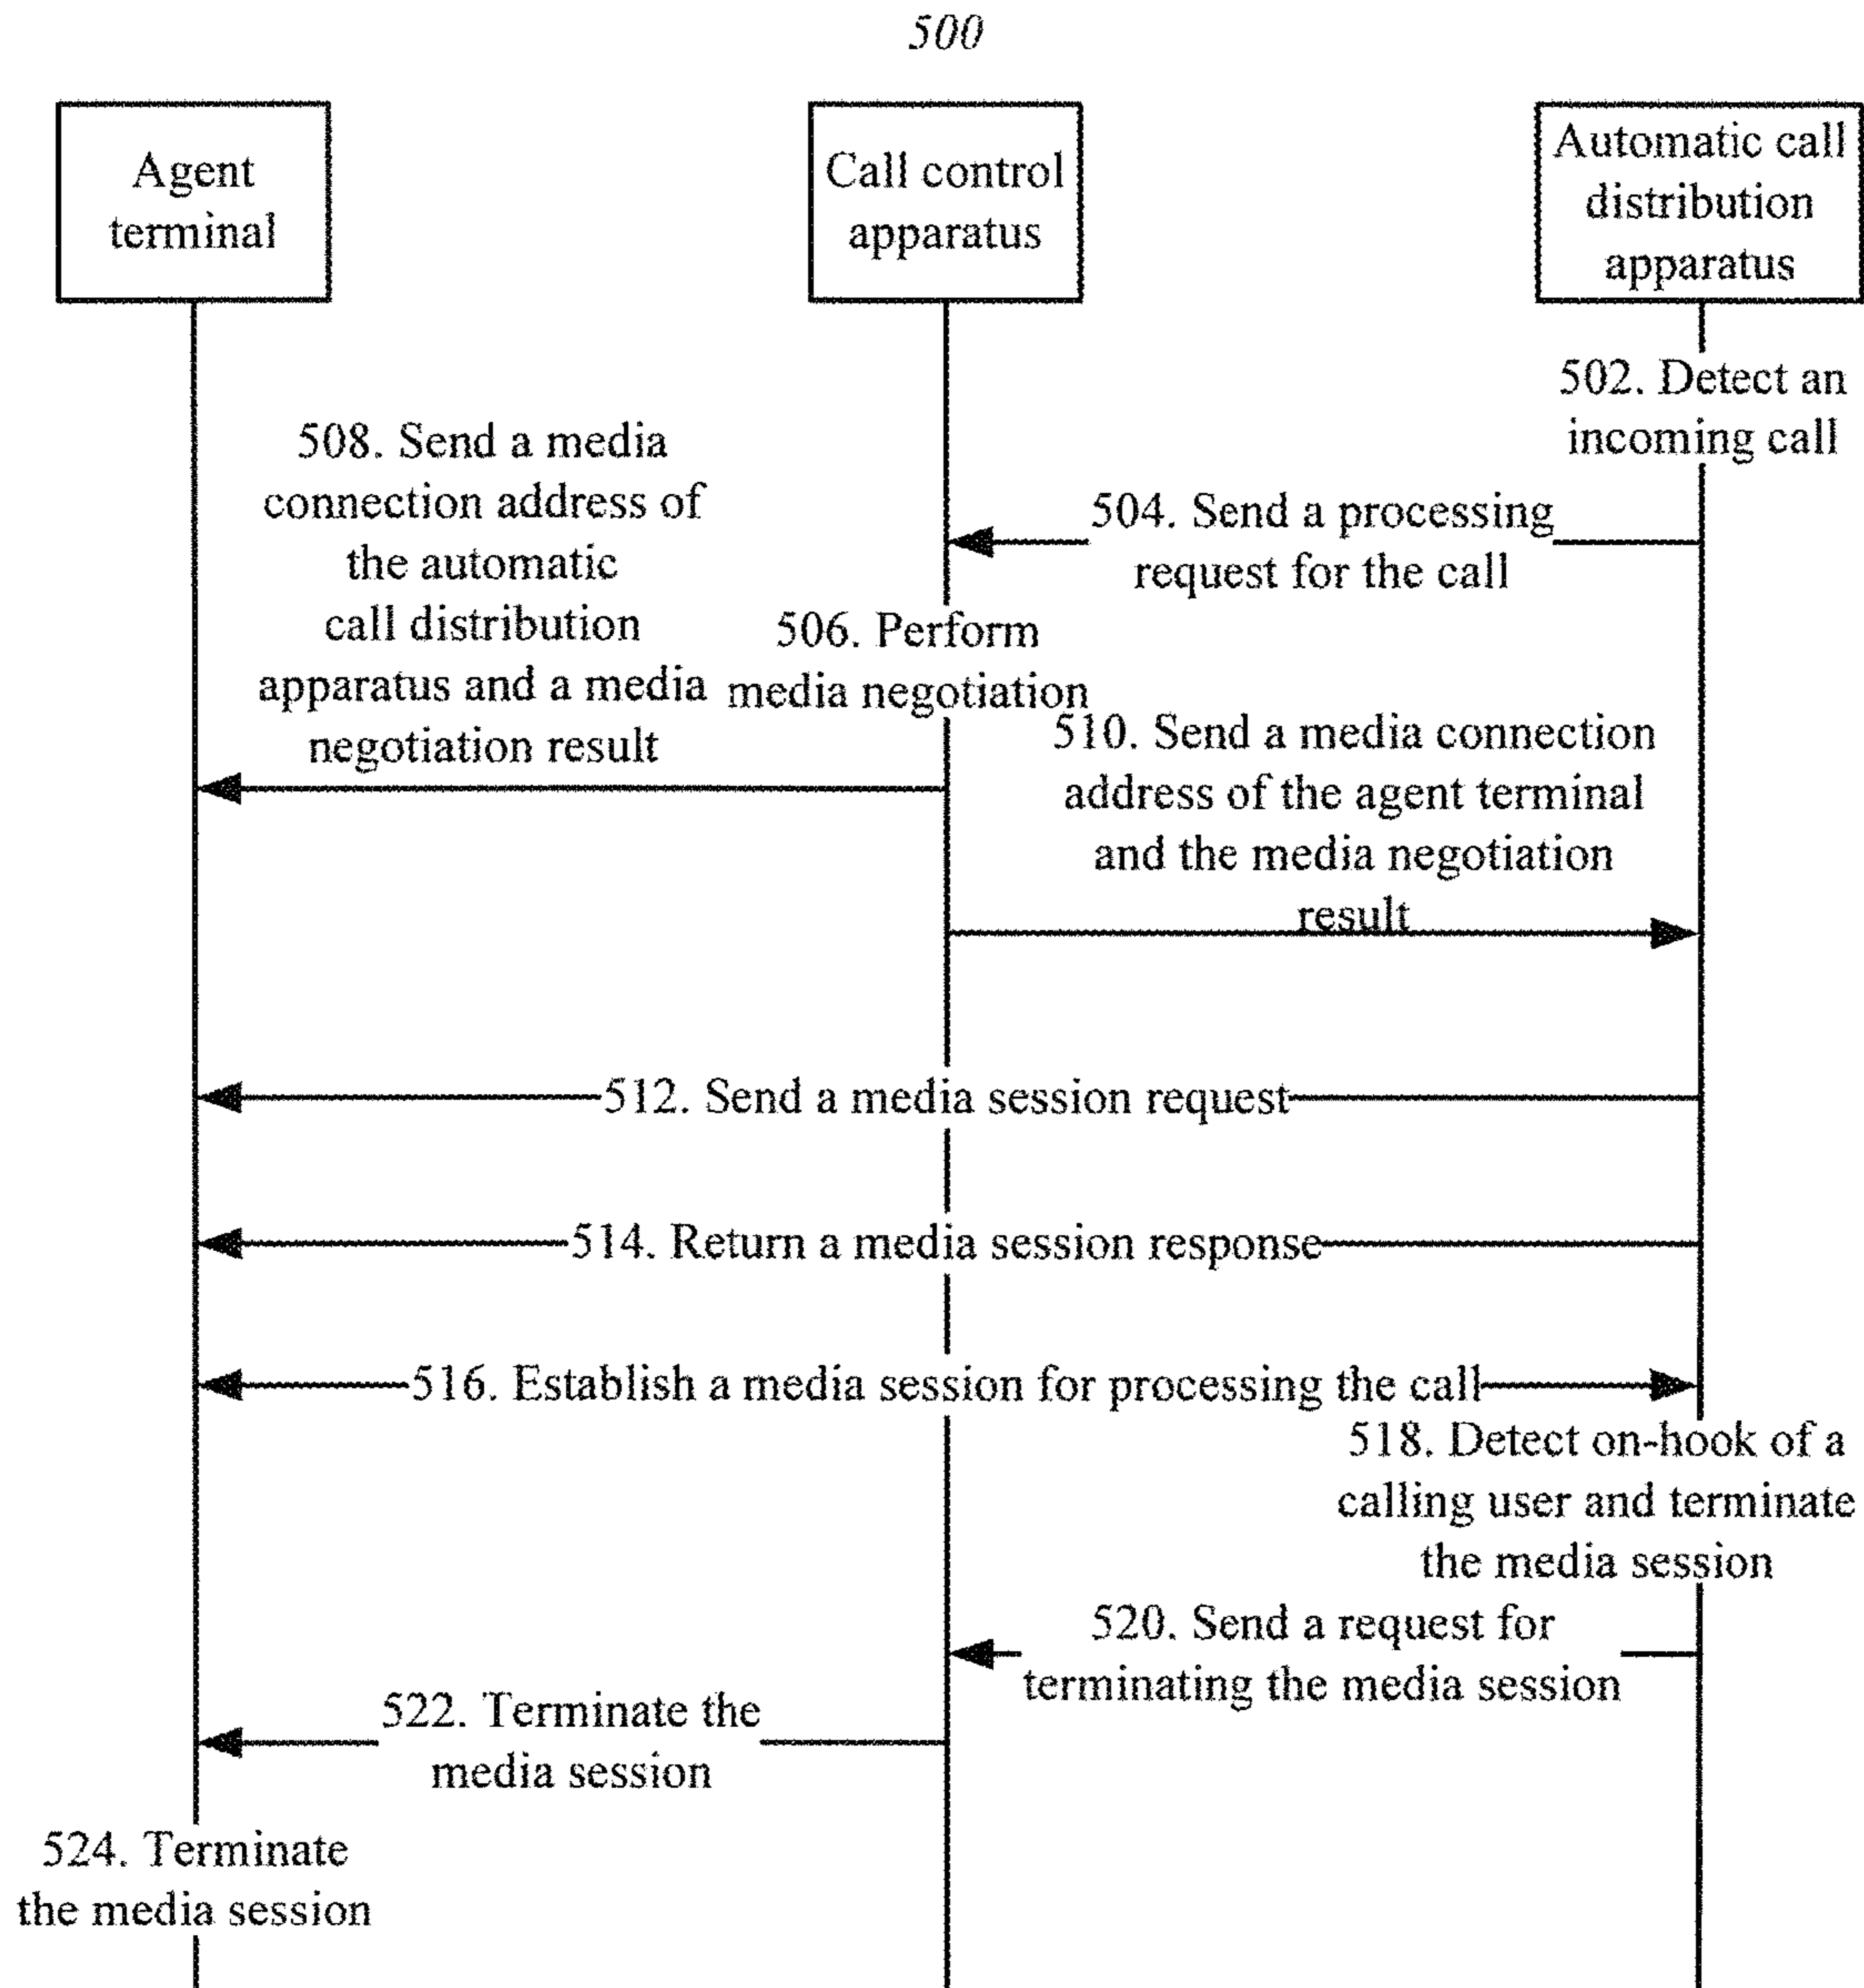 500
Agent
terminal
Call control
apparatus
Automatic call
distribution
apparatus
502. Detect an
incoming call
504. Send a processing
request for the call
506. Perform
media negotiation
508. Send a media
connection address of
the automatic
call distribution
apparatus and a media
negotiation result
510. Send a media connection
address of the agent terminal
and the media negotiation
result
512. Send a media session request
514. Return a media session response
516. Establish a media session for processing the call
518. Detect on-hook of a
calling user and terminate
the media session
520. Send a request for
terminating the media session
522. Terminate the
media session
524. Terminate
the media session